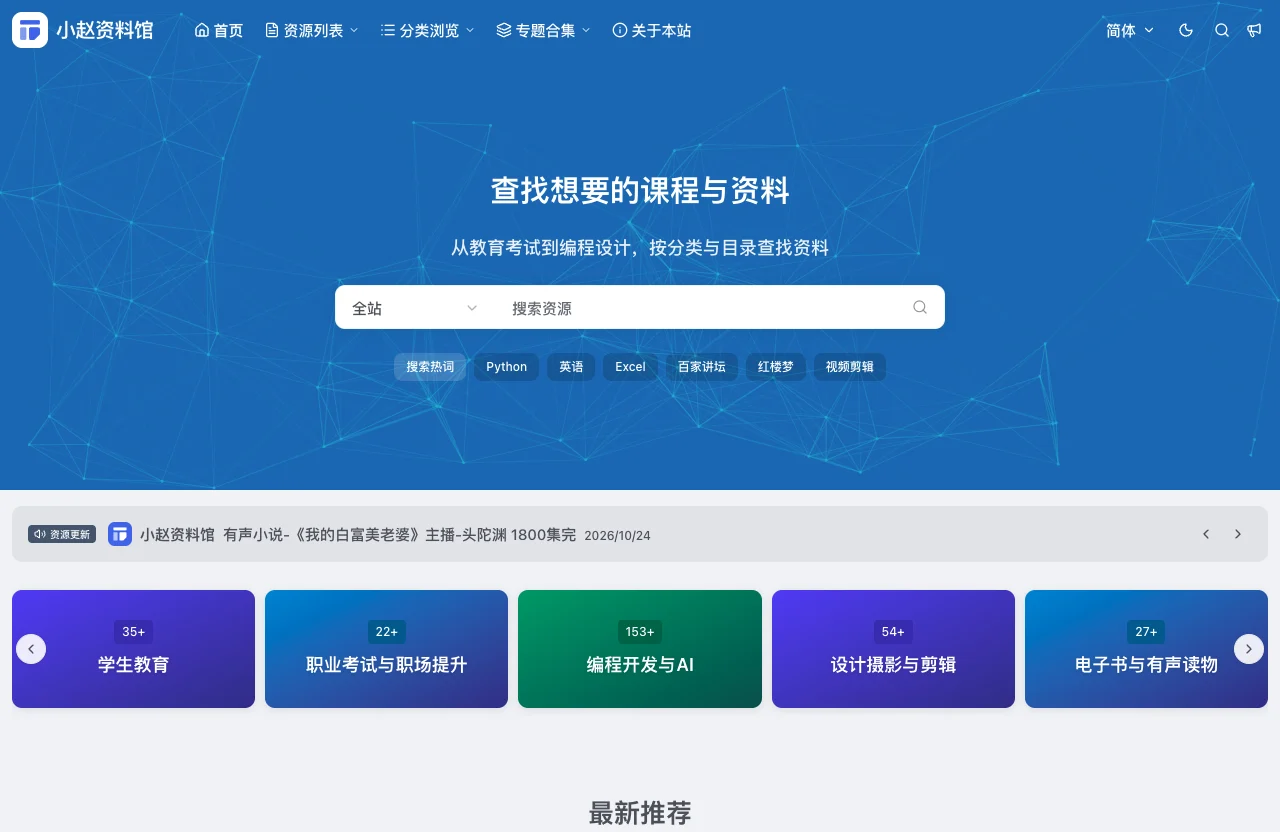 小赵资料馆 首页 资源列表 分类浏览 专题合集 关于本站 简体
查找想要的课程与资料
从教育考试到编程设计，按分类与目录查找资料
全站 搜索资源
搜索热词 Python 英语 Excel 百家讲坛 红楼梦 视频剪辑
资源更新 小赵资料馆 有声小说-《我的白富美老婆》主播-头陀渊 1800集完 2026/10/24
35+ 22+ 153+ 54+ 27+
学生教育 职业考试与职场提升 编程开发与AI 设计摄影与剪辑 电子书与有声读物
最新推荐